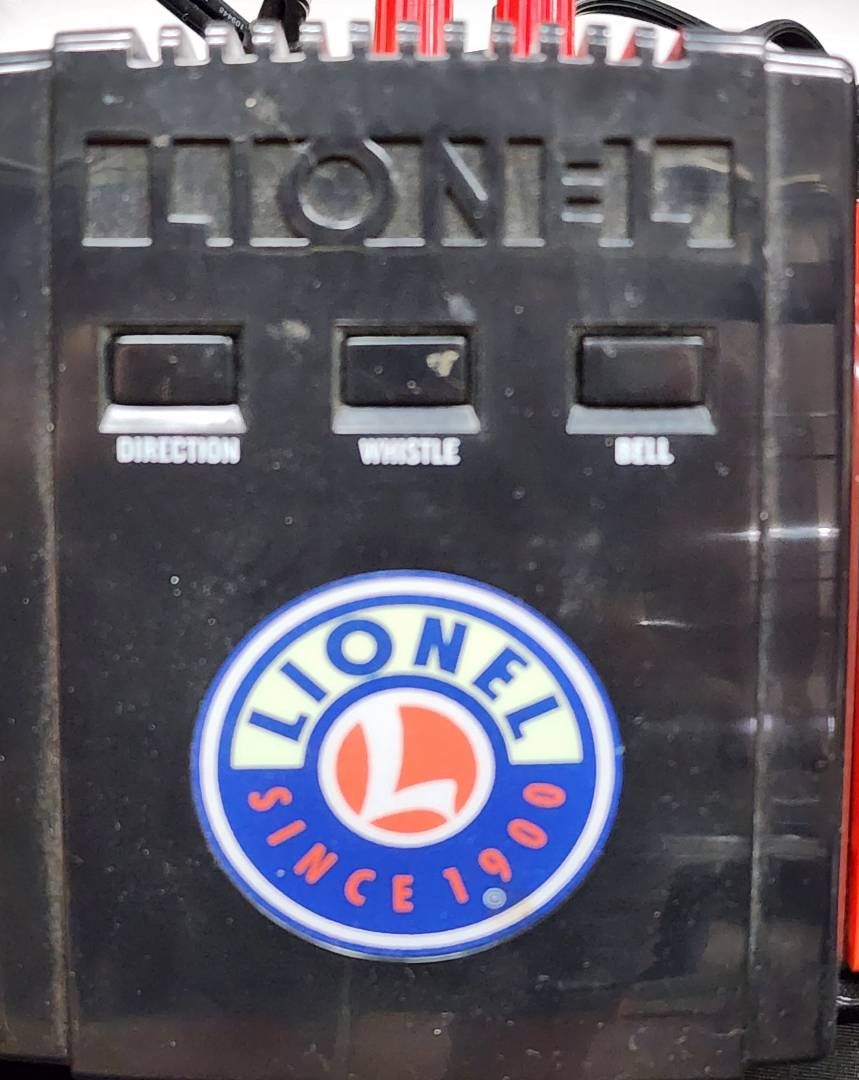 LIONEL
DIRECTION WHISTLE BELL
LIONEL
L
SINCE 1900
®